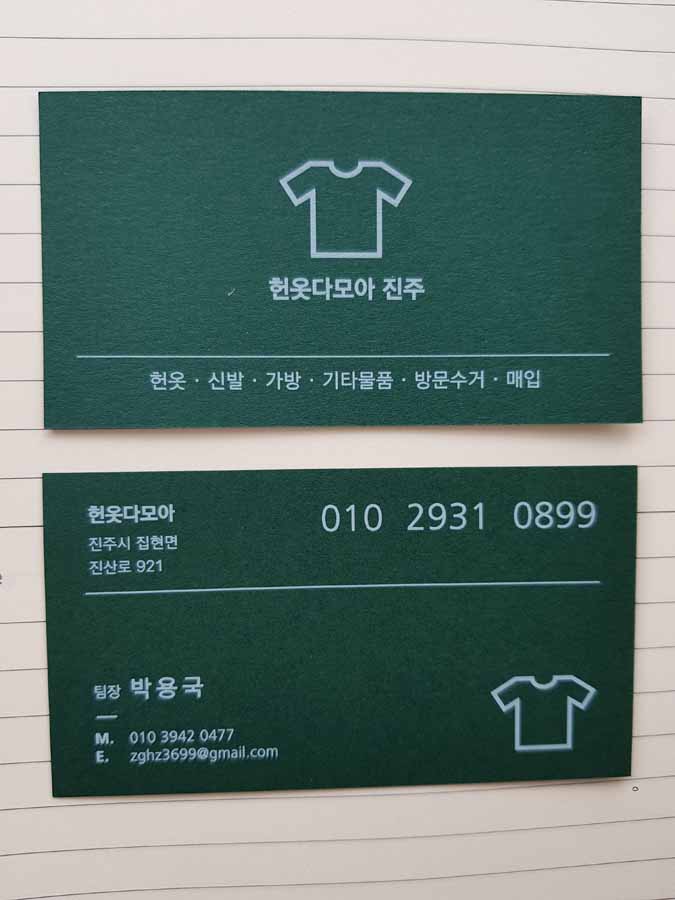 헌옷다모아 진주
헌옷 · 신발 · 가방 · 기타물품 · 방문수거 · 매입
헌옷다모아
진주시 집현면
진산로 921
010 2931 0899
팀장 박용국
M. 010 3942 0477
E. zghz3699@gmail.com